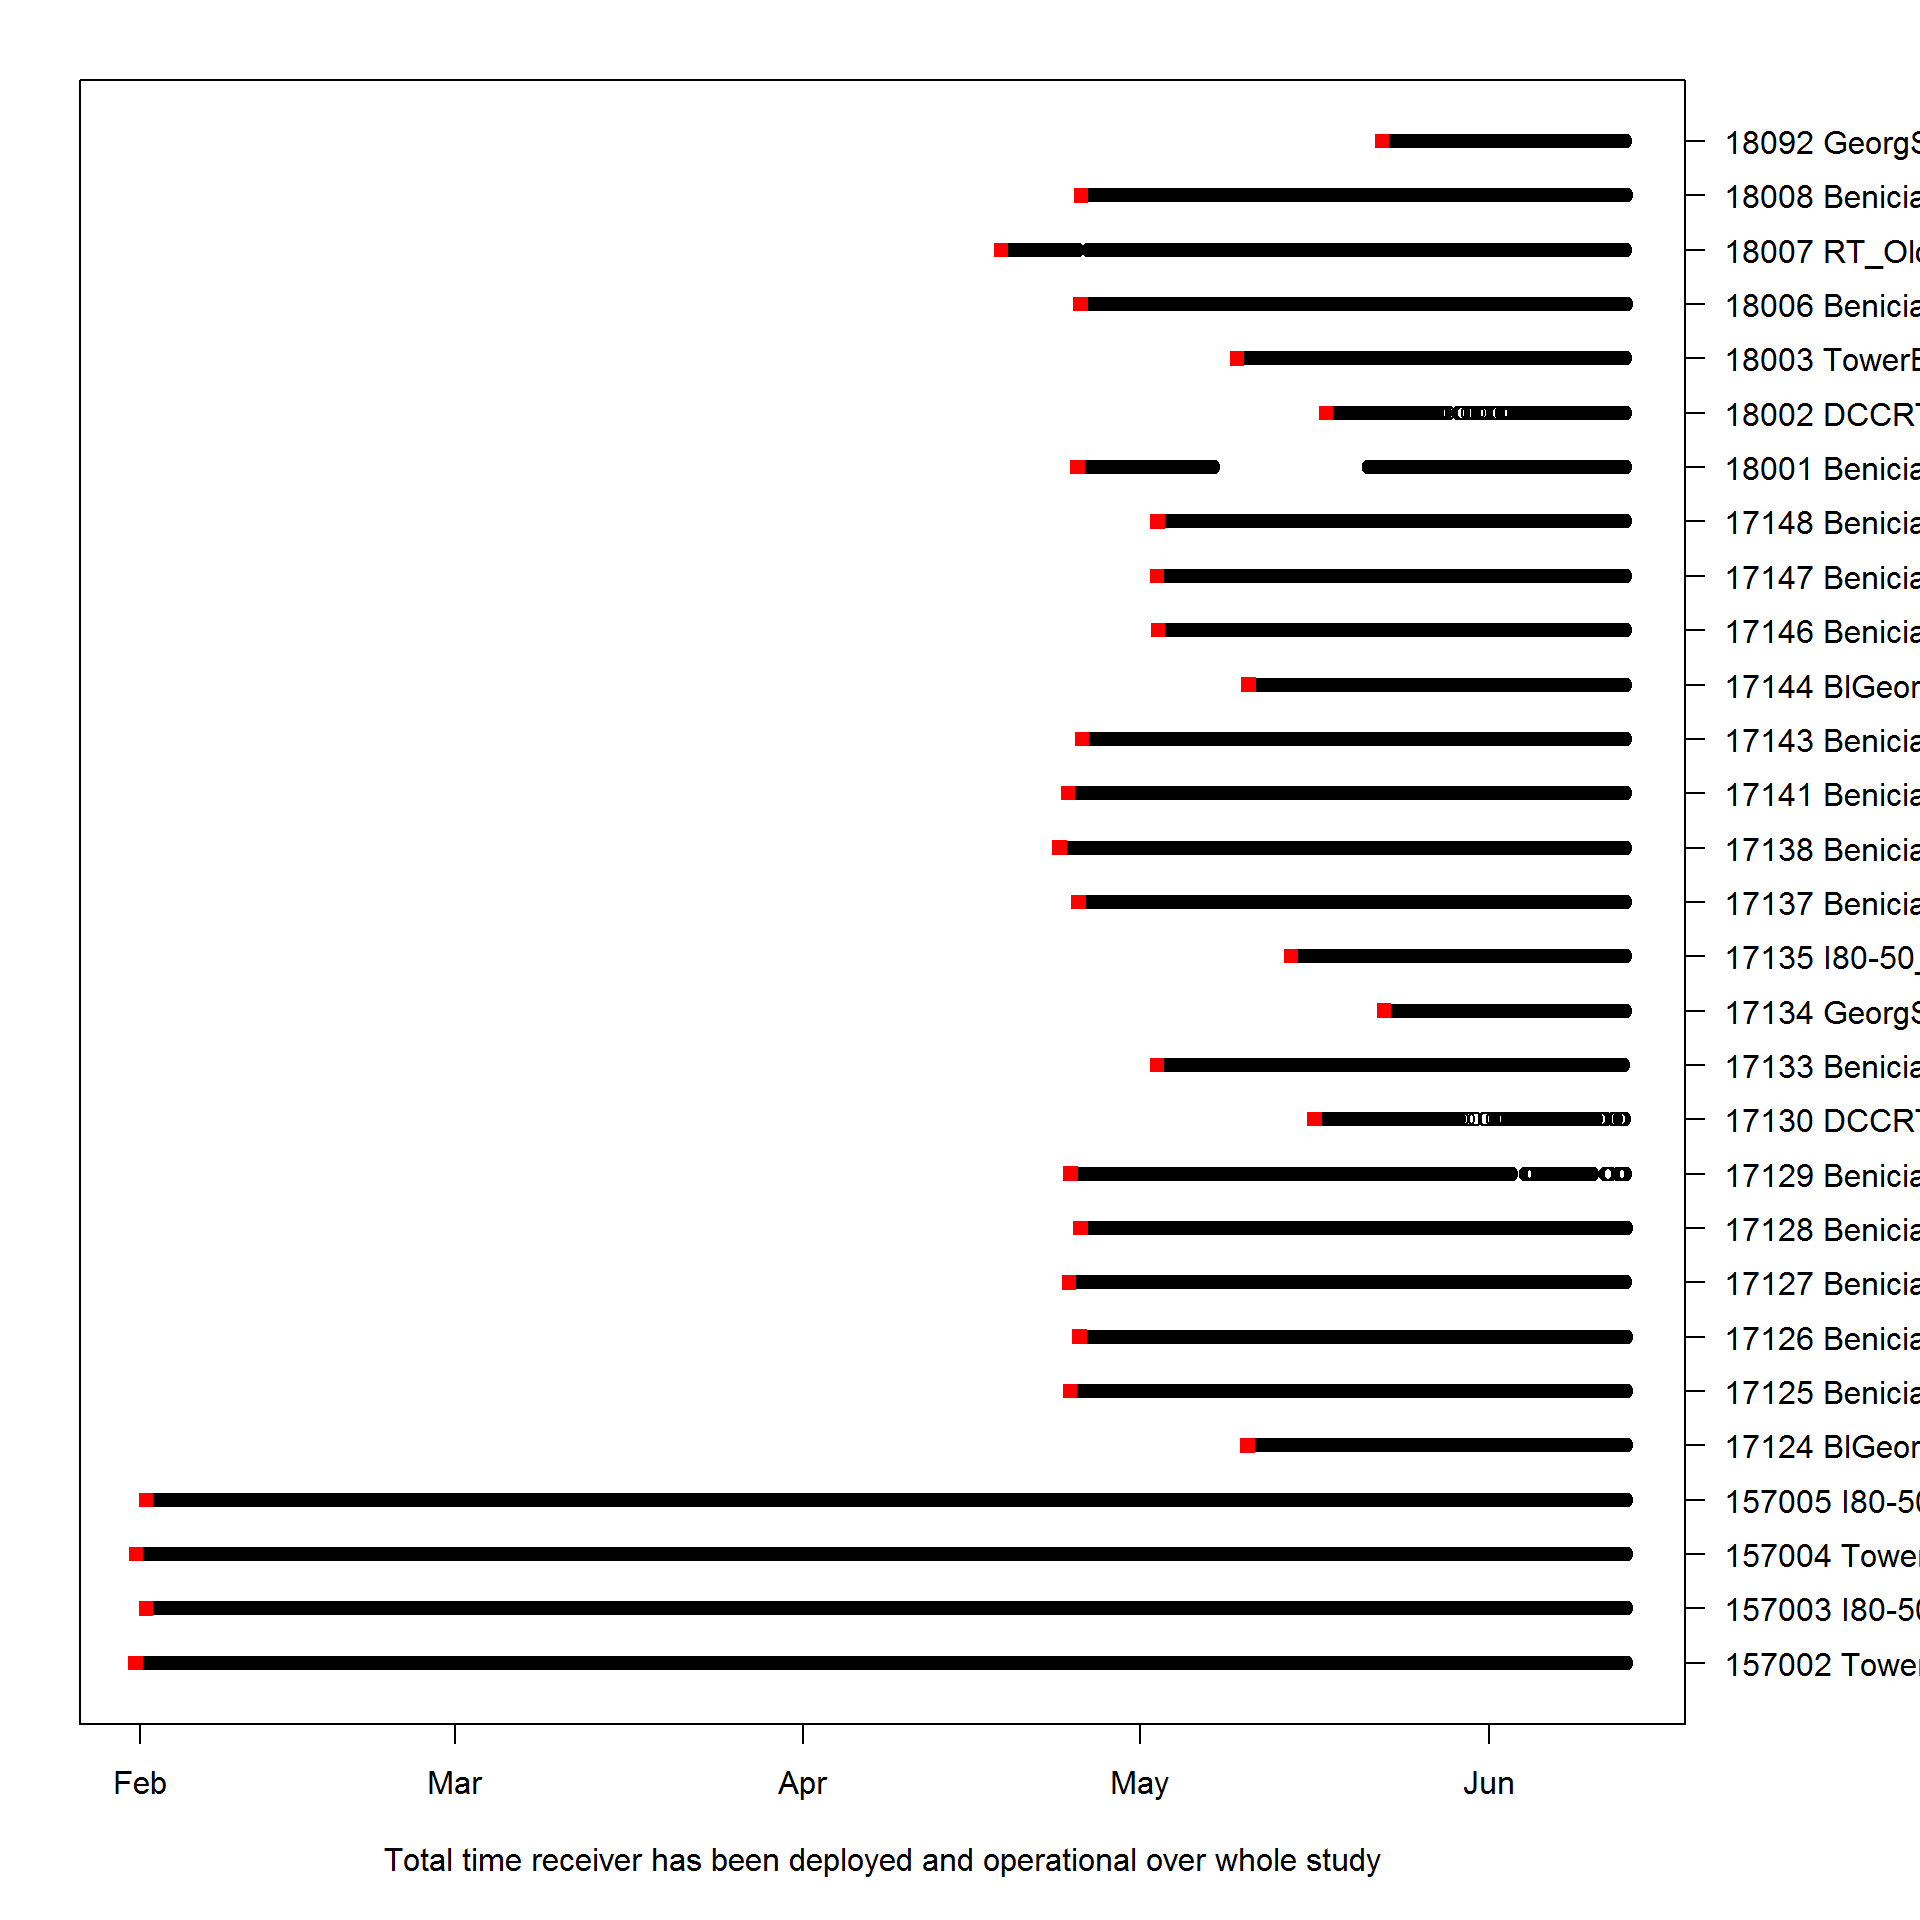 18092 GeorgS
18008 Benicia
18007 RT_Old
18006 Benicia
18003 TowerB
18002 DCCRT
18001 Benicia
17148 Benicia
17147 Benicia
17146 Benicia
17144 BlGeor
17143 Benicia
17141 Benicia
17138 Benicia
17137 Benicia
17135 I80-50_
17134 GeorgS
17133 Benicia
17130 DCCRT
17129 Benicia
17128 Benicia
17127 Benicia
17126 Benicia
17125 Benicia
17124 BlGeor
157005 I80-50
157004 Tower
157003 I80-50
157002 Tower
Feb Mar Apr May Jun
Total time receiver has been deployed and operational over whole study